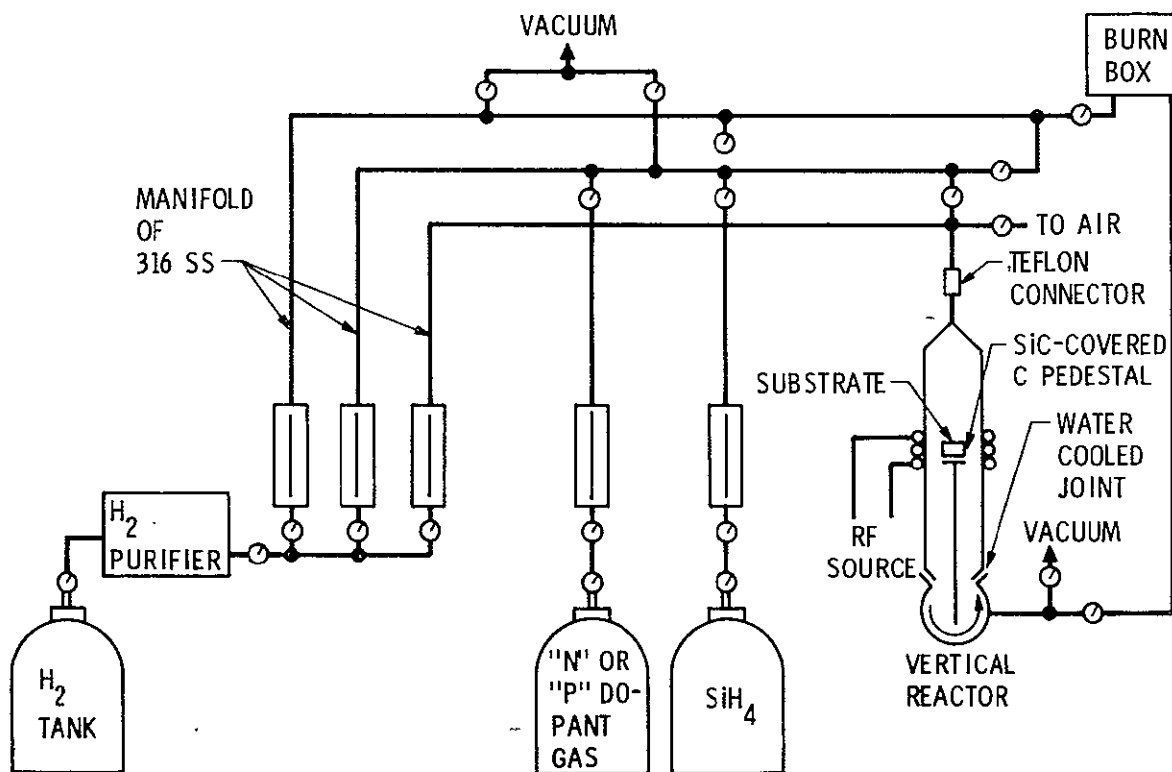 VACUUM
BURN
BOX
MANIFOLD
OF
316 SS
TO AIR
TEFLON
CONNECTOR
SiC-COVERED
C PEDESTAL
SUBSTRATE
WATER
COOLED
JOINT
RF
SOURCE
VACUUM
H2
PURIFIER
VERTICAL
REACTOR
H2
TANK
"N" OR
"P" DO-
PANT
GAS
SiH4